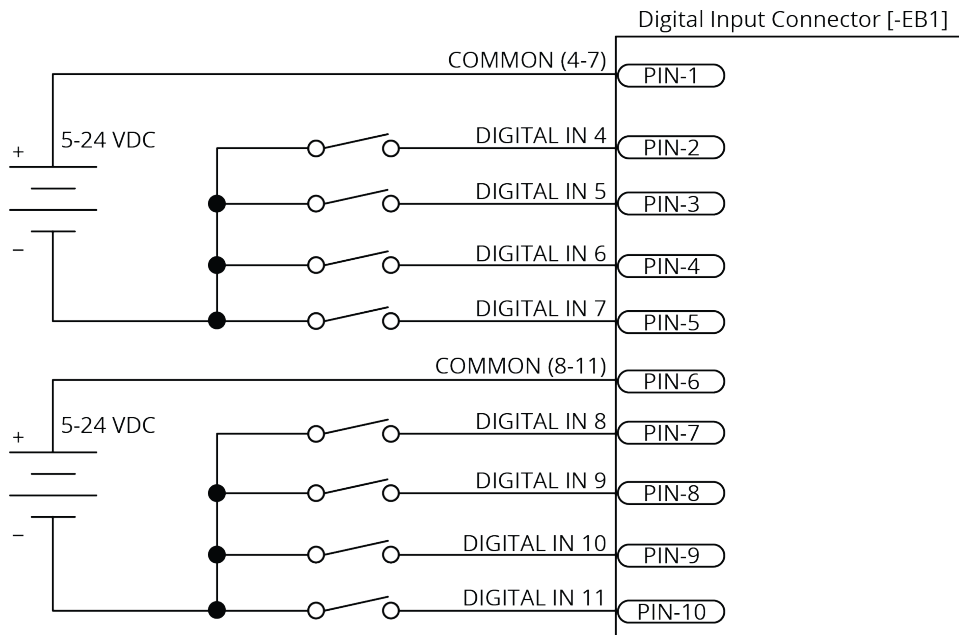 Digital Input Connector [-EB1]
COMMON (4-7)
PIN-1
5-24 VDC
+
DIGITAL IN 4
PIN-2
DIGITAL IN 5
PIN-3
–
DIGITAL IN 6
PIN-4
DIGITAL IN 7
PIN-5
COMMON (8-11)
PIN-6
5-24 VDC
+
DIGITAL IN 8
PIN-7
DIGITAL IN 9
PIN-8
–
DIGITAL IN 10
PIN-9
DIGITAL IN 11
PIN-10